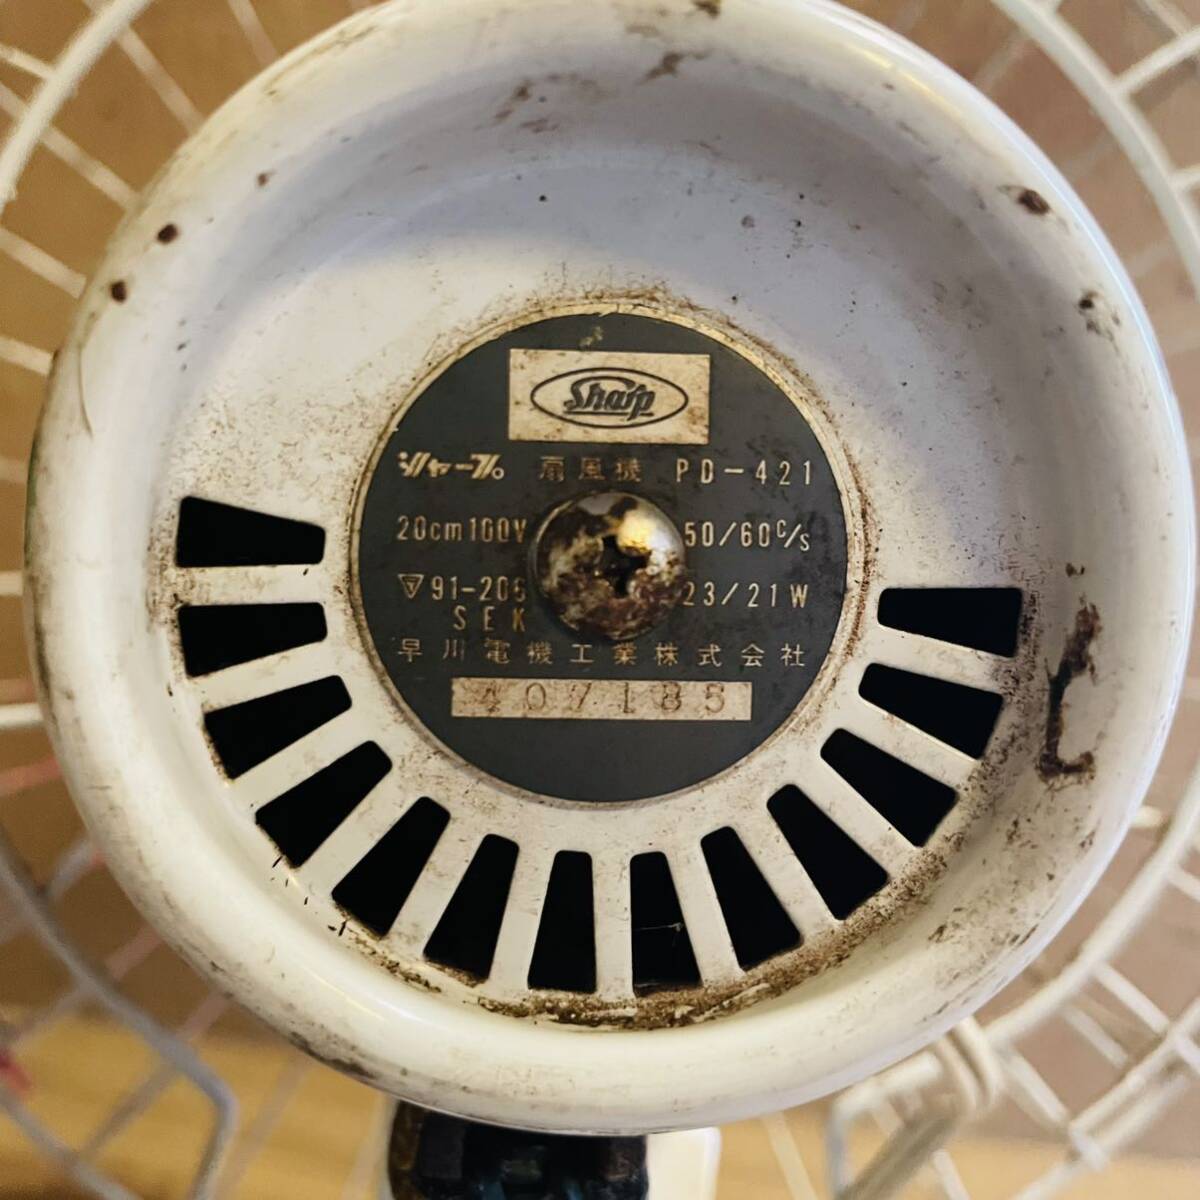 Sharp
シャープ 扇風機 PD-421
20cm 100V 50/60 C/S
▽ 91-206 23/21W
SEK
早川電機工業株式会社
407185